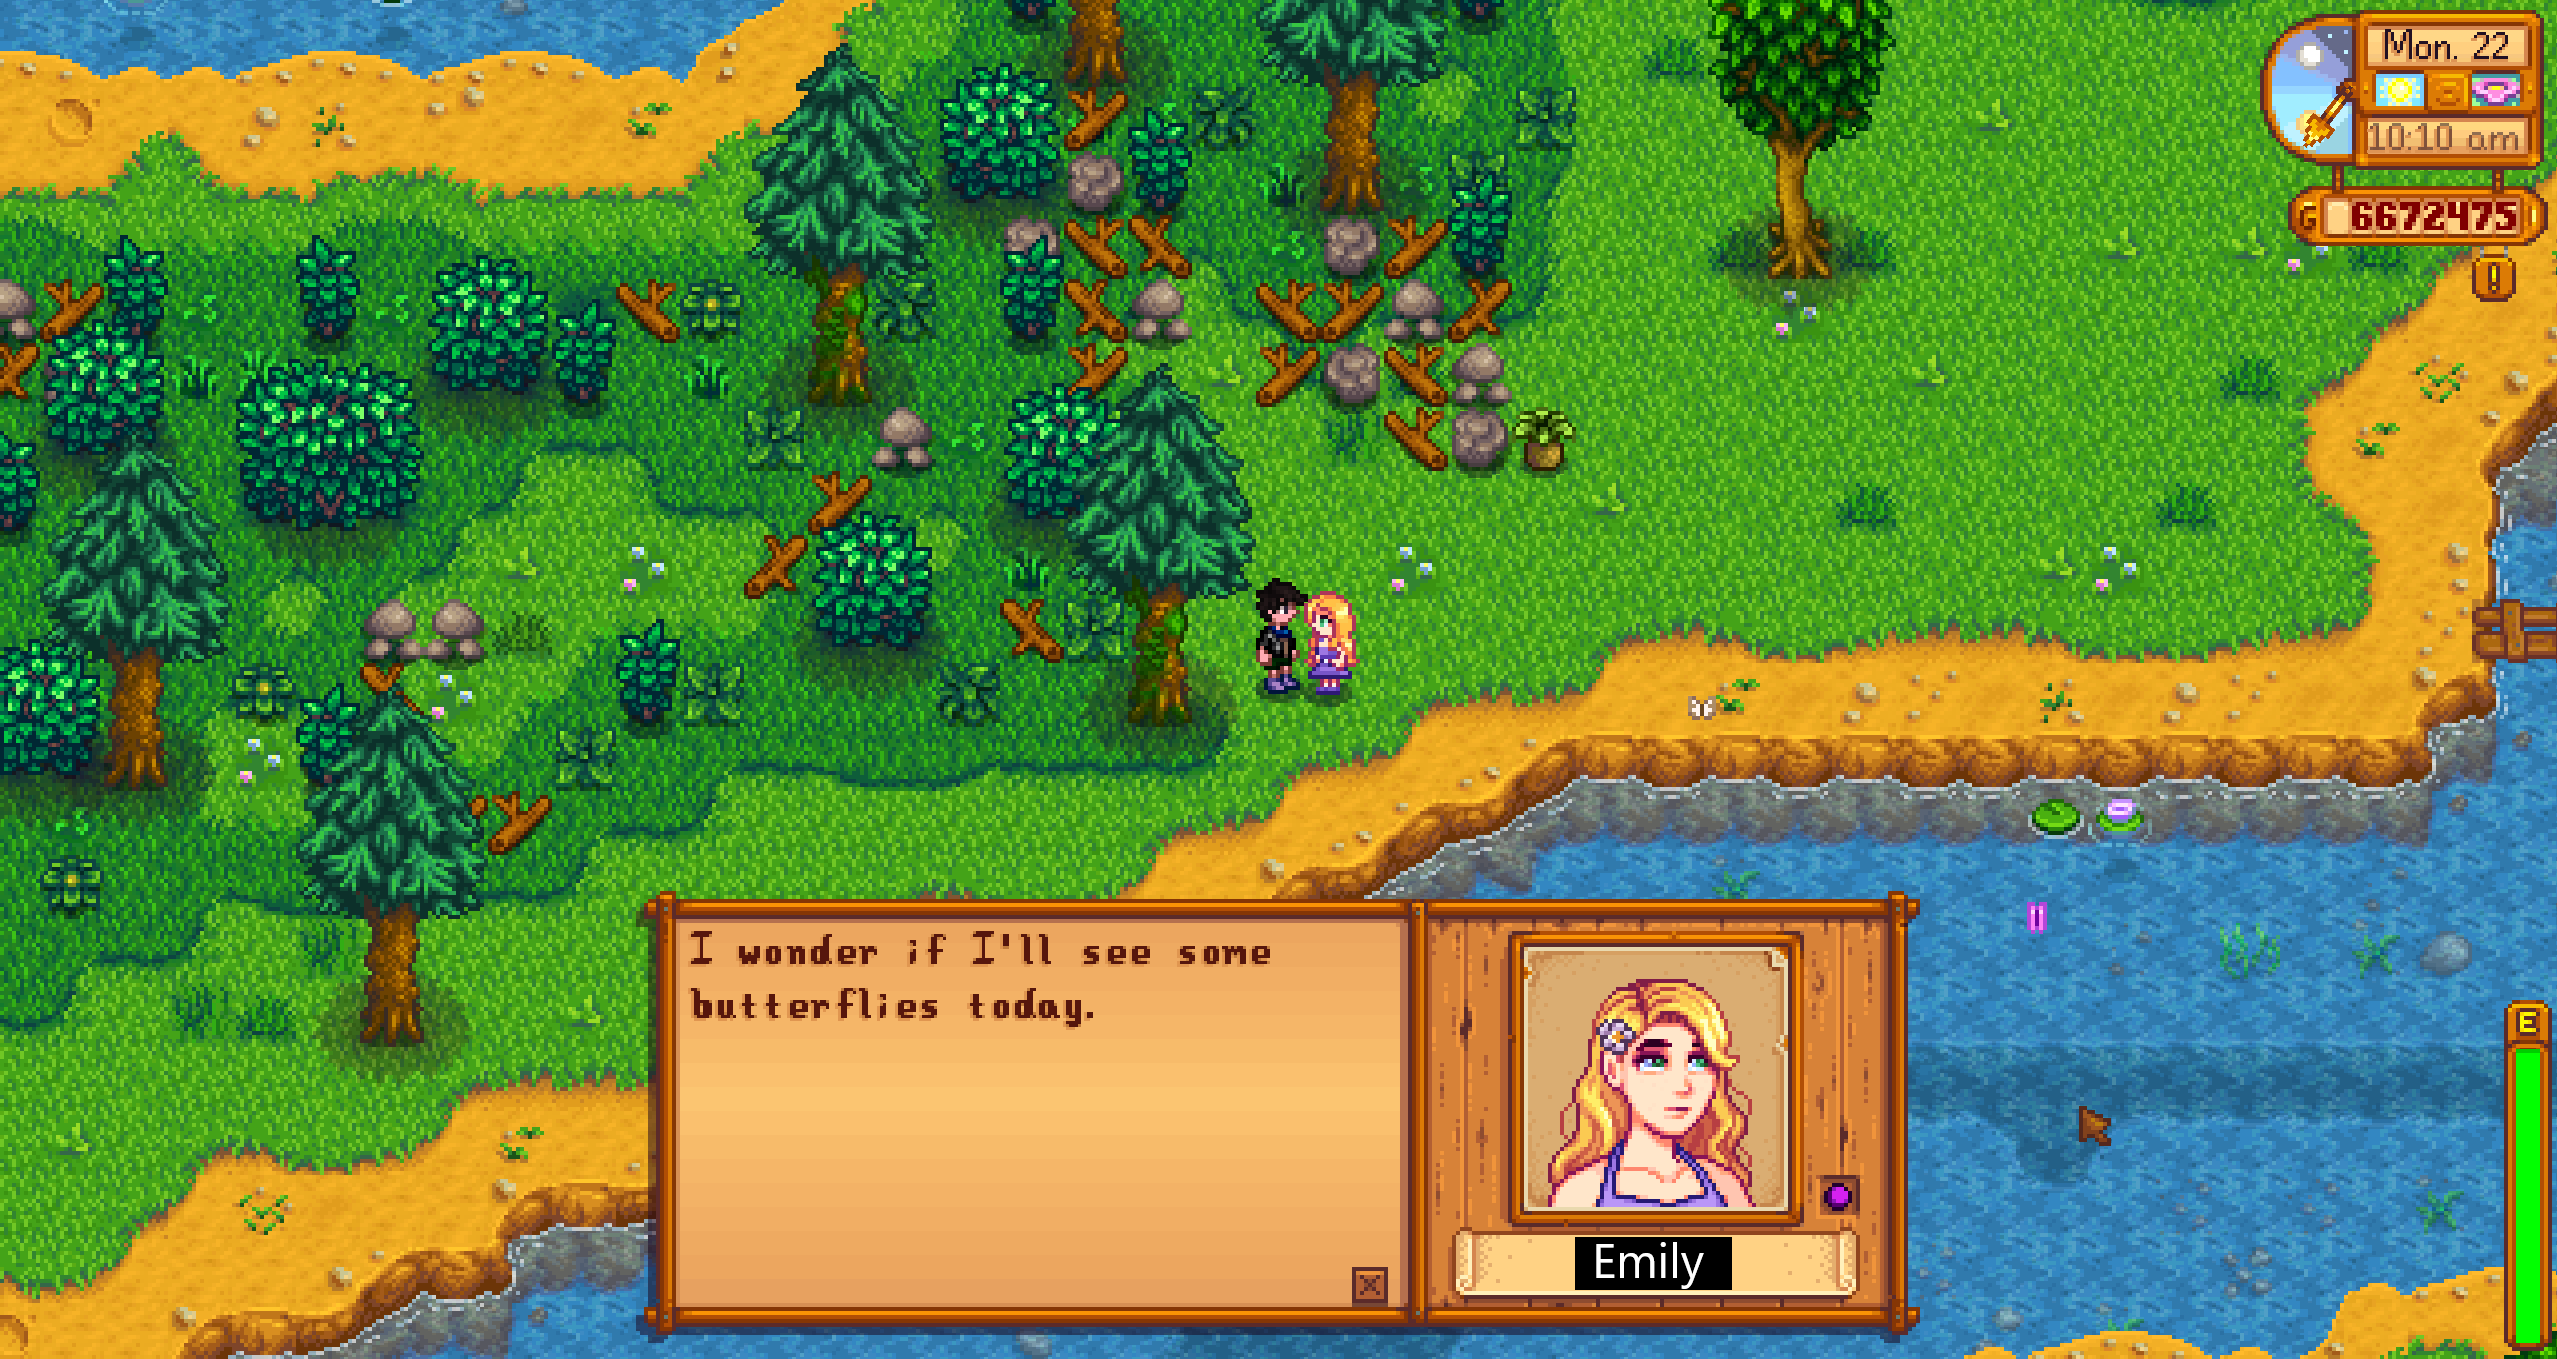 Mon. 22
10:10 am
G 6672475
!
I wonder if I'll see some
butterflies today.
Emily
E